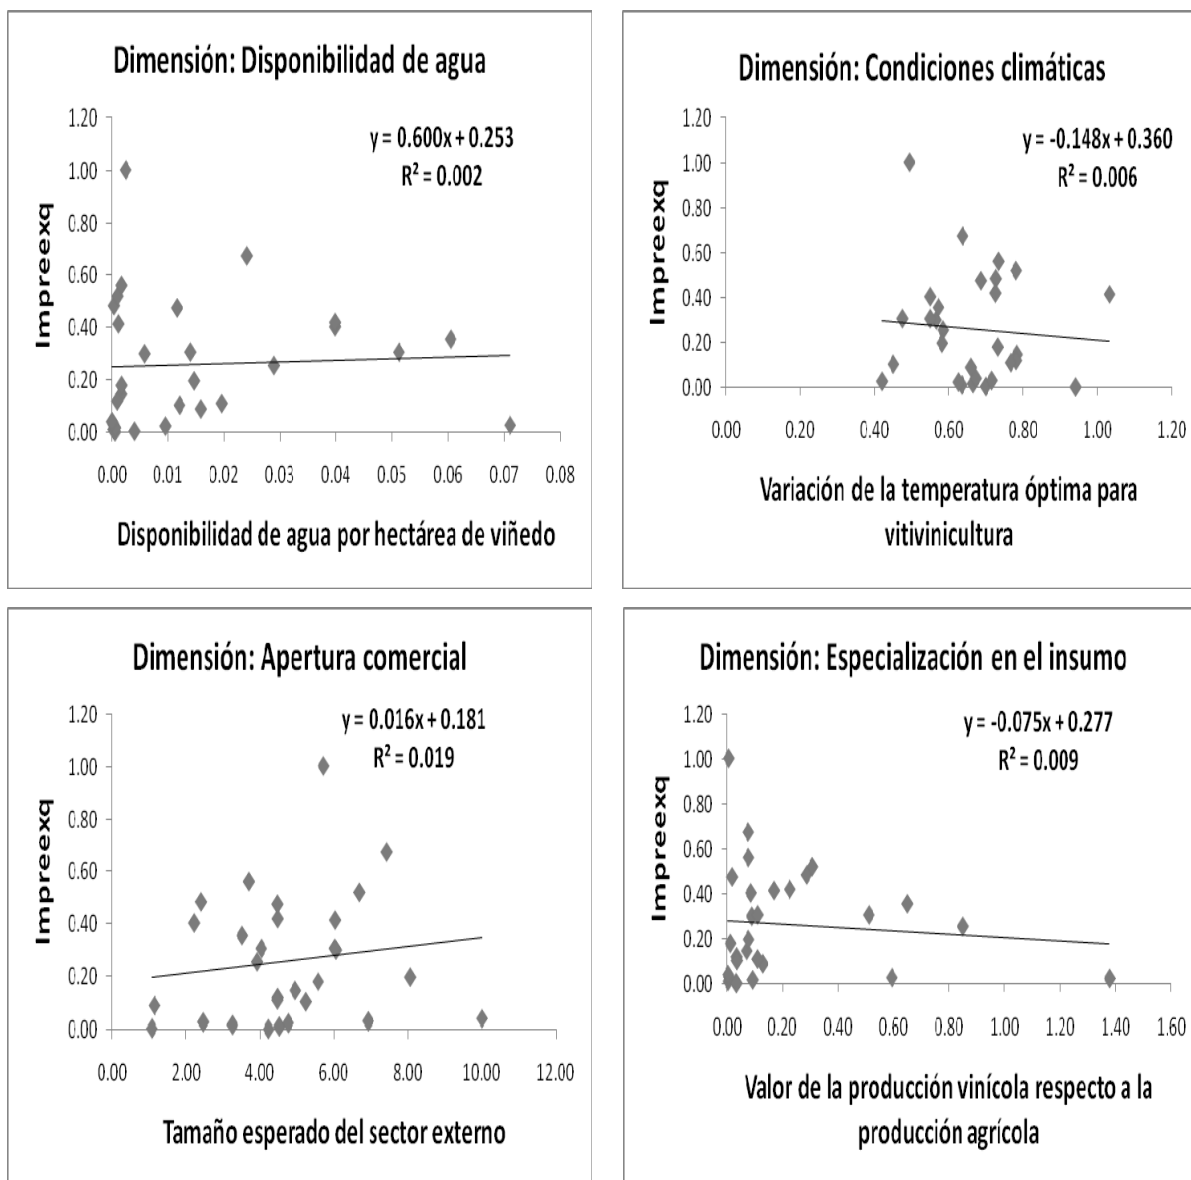 Dimensión: Disponibilidad de agua
y = 0.600x + 0.253
R² = 0.002
Impreexq
1.20
1.00
0.80
0.60
0.40
0.20
0.00
0.00 0.01 0.02 0.03 0.04 0.05 0.06 0.07 0.08
Disponibilidad de agua por hectárea de viñedo
Dimensión: Condiciones climáticas
y = -0.148x + 0.360
R² = 0.006
Impreexq
1.20
1.00
0.80
0.60
0.40
0.20
0.00
0.00 0.20 0.40 0.60 0.80 1.00 1.20
Variación de la temperatura óptima para
vitivinicultura
Dimensión: Apertura comercial
y = 0.016x + 0.181
R² = 0.019
Impreexq
1.20
1.00
0.80
0.60
0.40
0.20
0.00
0.00 2.00 4.00 6.00 8.00 10.00 12.00
Tamaño esperado del sector externo
Dimensión: Especialización en el insumo
y = -0.075x + 0.277
R² = 0.009
Impreexq
1.20
1.00
0.80
0.60
0.40
0.20
0.00
0.00 0.20 0.40 0.60 0.80 1.00 1.20 1.40 1.60
Valor de la producción vinícola respecto a la
producción agrícola